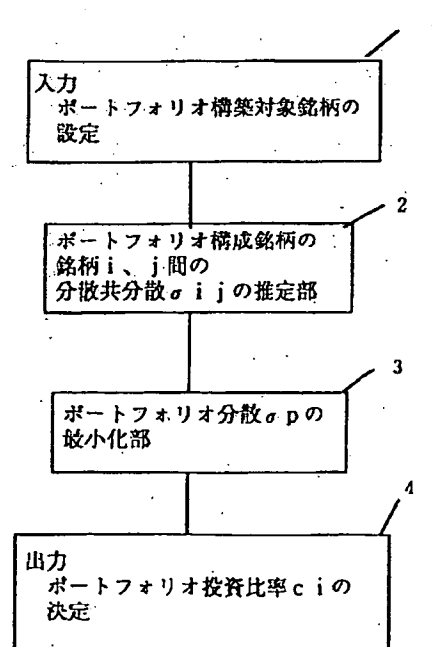 入力
ポートフォリオ構築対象銘柄の
設定
2
ポートフォリオ構成銘柄の
銘柄i、j間の
分散共分散σijの推定部
3
ポートフォリオ分散σpの
最小化部
4
出力
ポートフォリオ投資比率ciの
決定